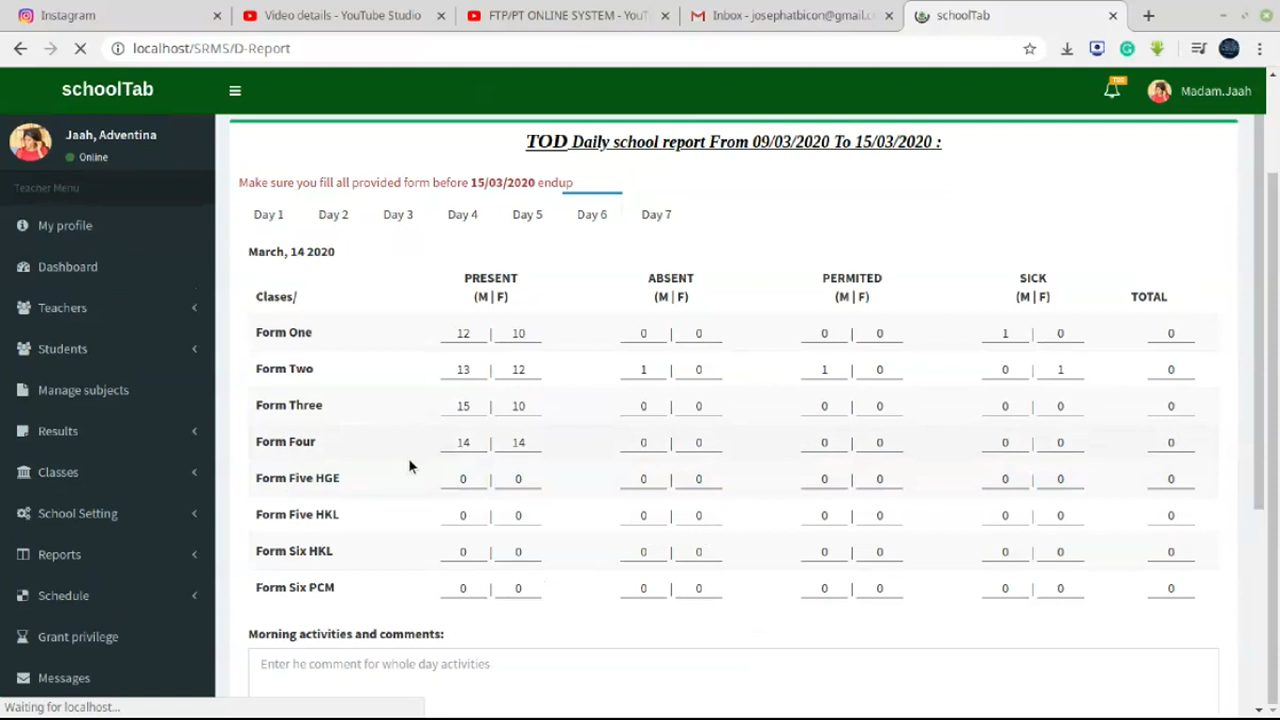 Instagram
Video details - YouTube Studio
FTP/PT ONLINE SYSTEM - YouT
Inbox - josephatbicon@gmail.c
schoolTab
localhost/SRMS/D-Report
schoolTab
Madam.Jaah
Jaah, Adventina
Online
Teacher Menu
My profile
Dashboard
Teachers
Students
Manage subjects
Results
Classes
School Setting
Reports
Schedule
Grant privilege
Messages
TOD Daily school report From 09/03/2020 To 15/03/2020 :
Make sure you fill all provided form before 15/03/2020 endup
Day 1 Day 2 Day 3 Day 4 Day 5 Day 6 Day 7
March, 14 2020
PRESENT ABSENT PERMITED SICK
Clases/ (M | F) (M | F) (M | F) (M | F) TOTAL
Form One 12 | 10 0 | 0 0 | 0 1 | 0 0
Form Two 13 | 12 1 | 0 1 | 0 0 | 1 0
Form Three 15 | 10 0 | 0 0 | 0 0 | 0 0
Form Four 14 | 14 0 | 0 0 | 0 0 | 0 0
Form Five HGE 0 | 0 0 | 0 0 | 0 0 | 0 0
Form Five HKL 0 | 0 0 | 0 0 | 0 0 | 0 0
Form Six HKL 0 | 0 0 | 0 0 | 0 0 | 0 0
Form Six PCM 0 | 0 0 | 0 0 | 0 0 | 0 0
Morning activities and comments:
Enter he comment for whole day activities
Waiting for localhost...